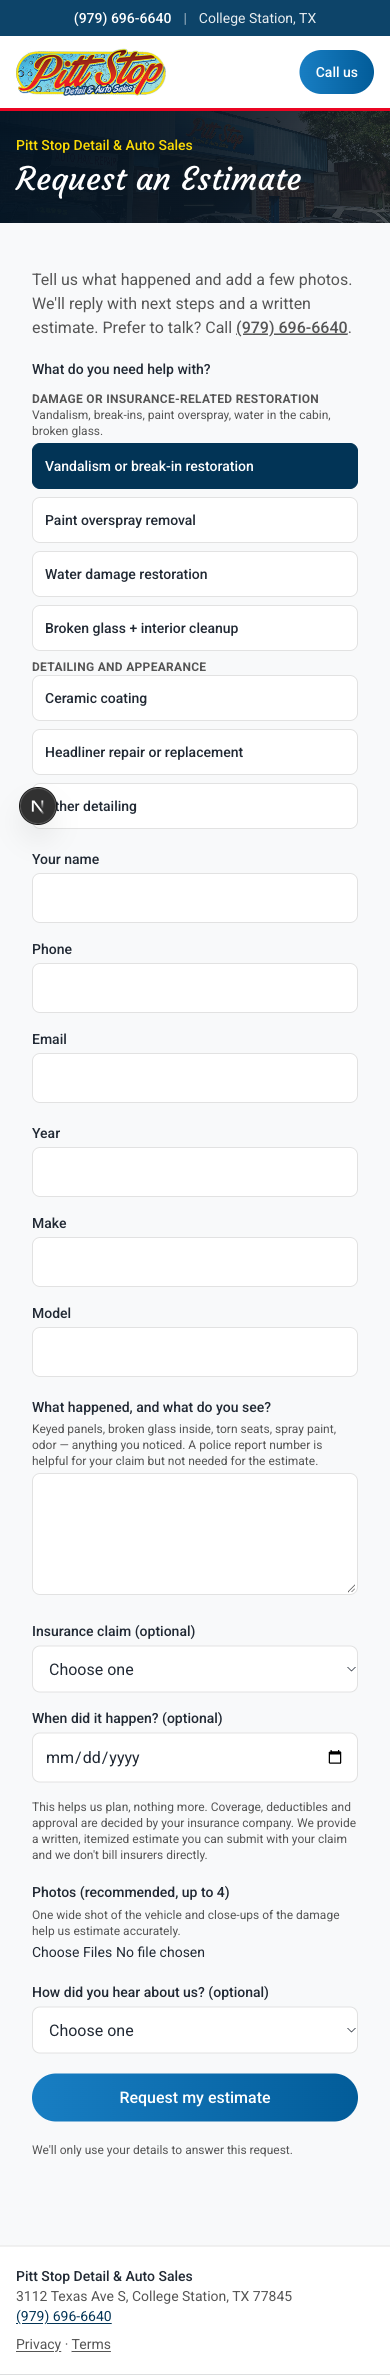 (979) 696-6640 | College Station, TX
Pitt Stop
Detail & Auto Sales
Call us
Pitt Stop Detail & Auto Sales
Request an Estimate
Tell us what happened and add a few photos.
We'll reply with next steps and a written
estimate. Prefer to talk? Call (979) 696-6640.
What do you need help with?
DAMAGE OR INSURANCE-RELATED RESTORATION
Vandalism, break-ins, paint overspray, water in the cabin,
broken glass.
Vandalism or break-in restoration
Paint overspray removal
Water damage restoration
Broken glass + interior cleanup
DETAILING AND APPEARANCE
Ceramic coating
Headliner repair or replacement
N
ther detailing
Your name
Phone
Email
Year
Make
Model
What happened, and what do you see?
Keyed panels, broken glass inside, torn seats, spray paint,
odor — anything you noticed. A police report number is
helpful for your claim but not needed for the estimate.
Insurance claim (optional)
Choose one
When did it happen? (optional)
mm/dd/yyyy
This helps us plan, nothing more. Coverage, deductibles and
approval are decided by your insurance company. We provide
a written, itemized estimate you can submit with your claim
and we don't bill insurers directly.
Photos (recommended, up to 4)
One wide shot of the vehicle and close-ups of the damage
help us estimate accurately.
Choose Files No file chosen
How did you hear about us? (optional)
Choose one
Request my estimate
We'll only use your details to answer this request.
Pitt Stop Detail & Auto Sales
3112 Texas Ave S, College Station, TX 77845
(979) 696-6640
Privacy · Terms